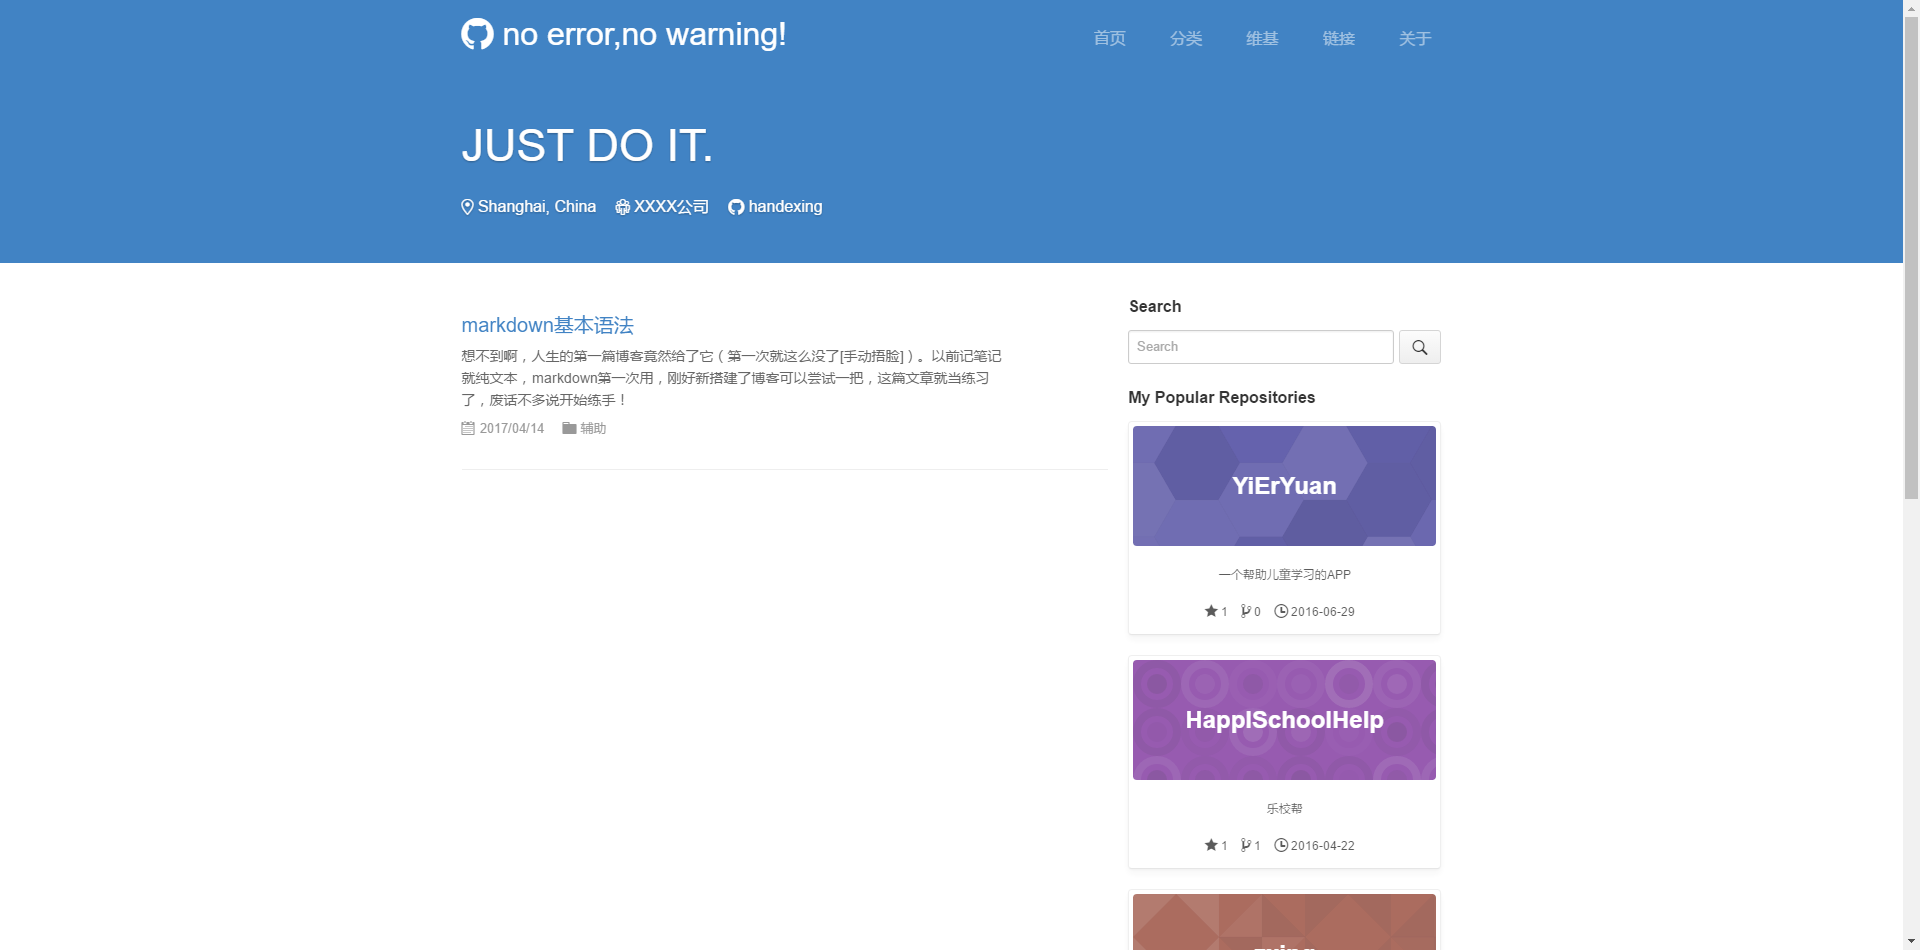 no error,no warning!
首页 分类 维基 链接 关于
JUST DO IT.
Shanghai, China XXXX公司 handexing
markdown基本语法
想不到啊，人生的第一篇博客竟然给了它（第一次就这么没了[手动捂脸]）。以前记笔记
就纯文本，markdown第一次用，刚好新搭建了博客可以尝试一把，这篇文章就当练习
了，废话不多说开始练手！
2017/04/14 辅助
Search
Search
My Popular Repositories
YiErYuan
一个帮助儿童学习的APP
1 0 2016-06-29
HapplSchoolHelp
乐校帮
1 1 2016-04-22